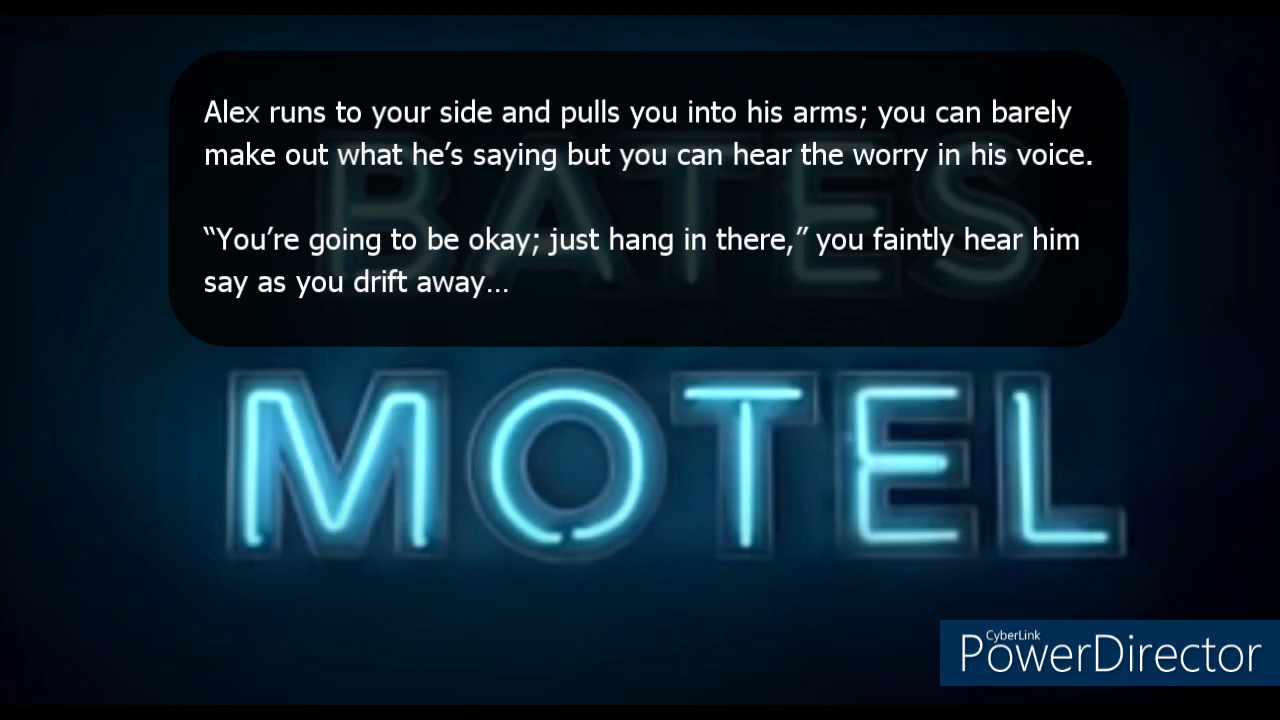 Alex runs to your side and pulls you into his arms; you can barely
make out what he’s saying but you can hear the worry in his voice.
“You’re going to be okay; just hang in there,” you faintly hear him
say as you drift away…
BATES
MOTEL
CyberLink
PowerDirector